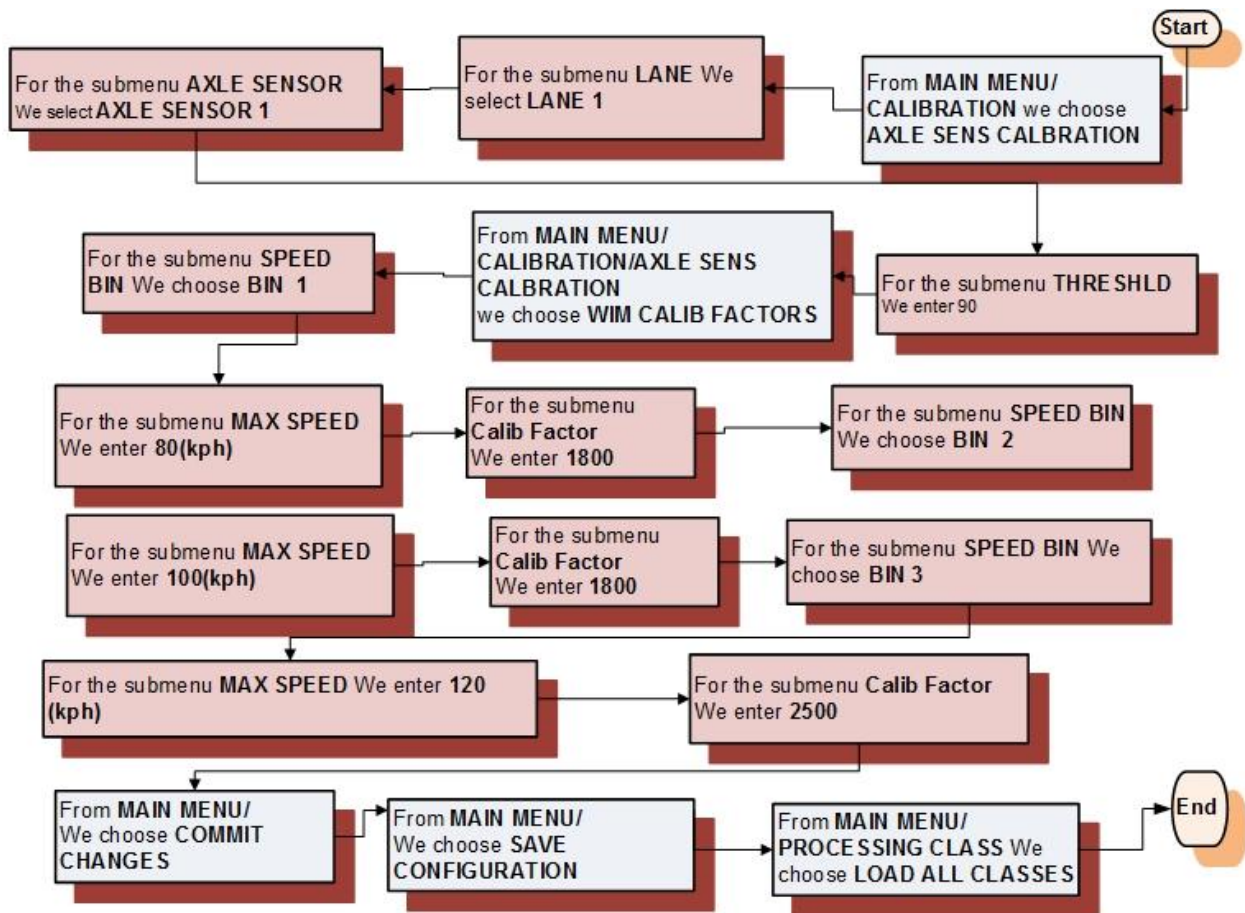 Start
From MAIN MENU/
CALIBRATION we choose
AXLE SENS CALBRATION
For the submenu LANE We
select LANE 1
For the submenu AXLE SENSOR
We select AXLE SENSOR 1
For the submenu THRESHLD
We enter 90
From MAIN MENU/
CALIBRATION/AXLE SENS
CALBRATION
we choose WIM CALIB FACTORS
For the submenu SPEED
BIN We choose BIN 1
For the submenu MAX SPEED
We enter 80(kph)
For the submenu
Calib Factor
We enter 1800
For the submenu SPEED BIN
We choose BIN 2
For the submenu MAX SPEED
We enter 100(kph)
For the submenu
Calib Factor
We enter 1800
For the submenu SPEED BIN We
choose BIN 3
For the submenu MAX SPEED We enter 120
(kph)
For the submenu Calib Factor
We enter 2500
From MAIN MENU/
We choose COMMIT
CHANGES
From MAIN MENU/
We choose SAVE
CONFIGURATION
From MAIN MENU/
PROCESSING CLASS We
choose LOAD ALL CLASSES
End